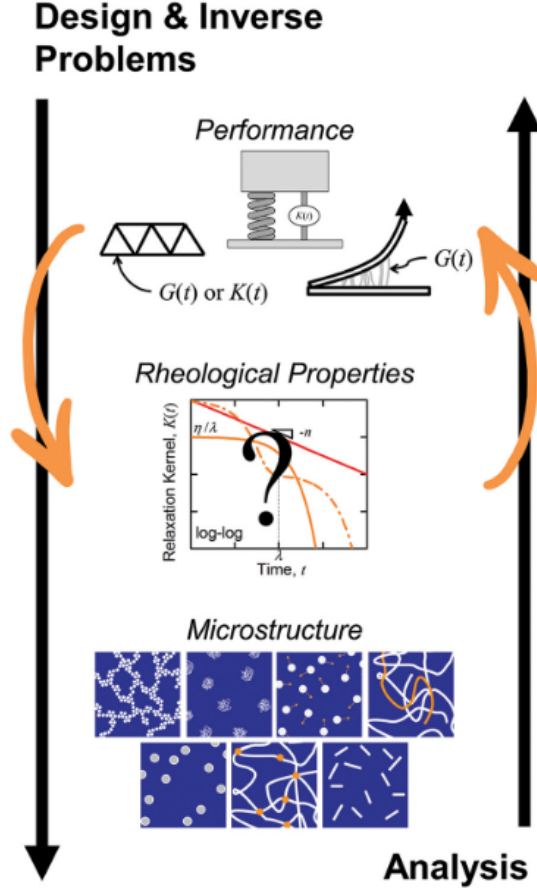 Design & Inverse
Problems
Performance
K(t)
G(t)
G(t) or K(t)
Rheological Properties
Relaxation Kernel, K(t)
η/λ
-n
?
log-log
λ
Time, t
Microstructure
Analysis